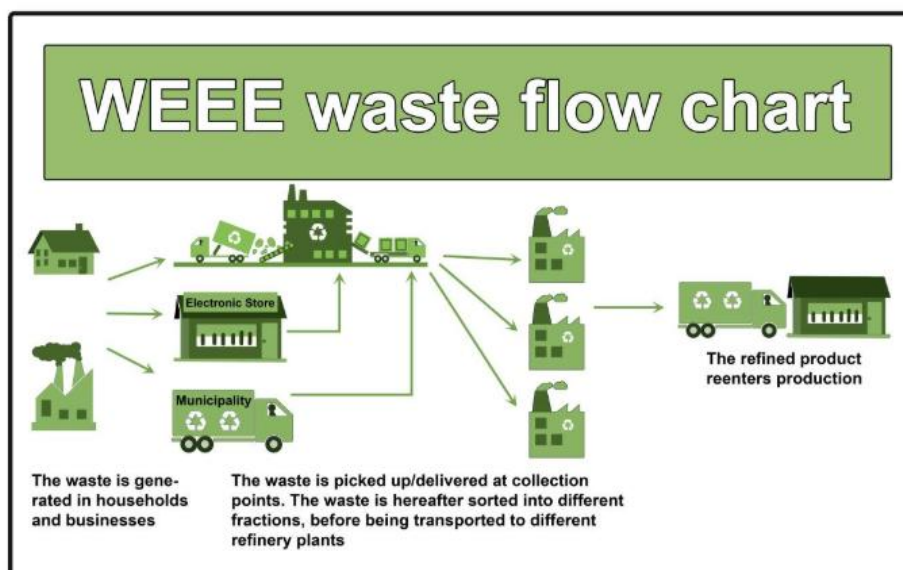 WEEE waste flow chart
Electronic Store
Municipality
The refined product
reenters production
The waste is gene-
rated in households
and businesses
The waste is picked up/delivered at collection
points. The waste is hereafter sorted into different
fractions, before being transported to different
refinery plants